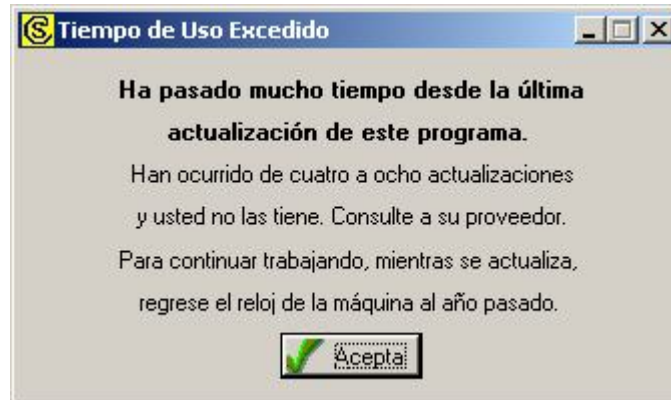 Tiempo de Uso Excedido
Ha pasado mucho tiempo desde la última
actualización de este programa.
Han ocurrido de cuatro a ocho actualizaciones
y usted no las tiene. Consulte a su proveedor.
Para continuar trabajando, mientras se actualiza,
regrese el reloj de la máquina al año pasado.
Acepta